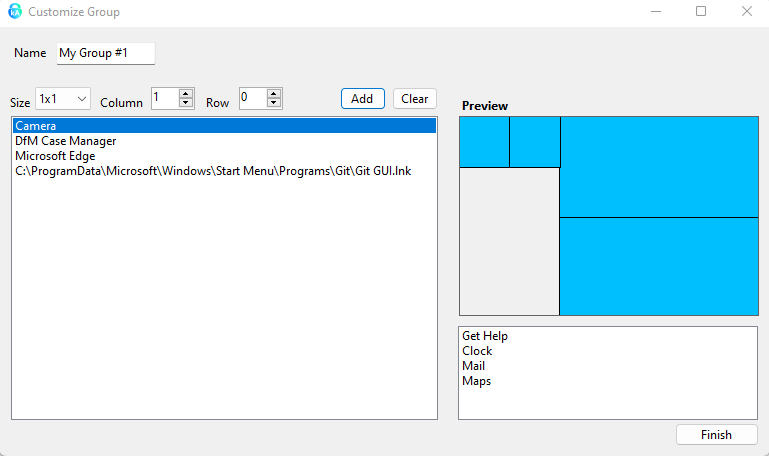 Customize Group
Name My Group #1
Size 1x1 Column 1 Row 0 Add Clear
Preview
Camera
DfM Case Manager
Microsoft Edge
C:\ProgramData\Microsoft\Windows\Start Menu\Programs\Git\Git GUI.lnk
Get Help
Clock
Mail
Maps
Finish